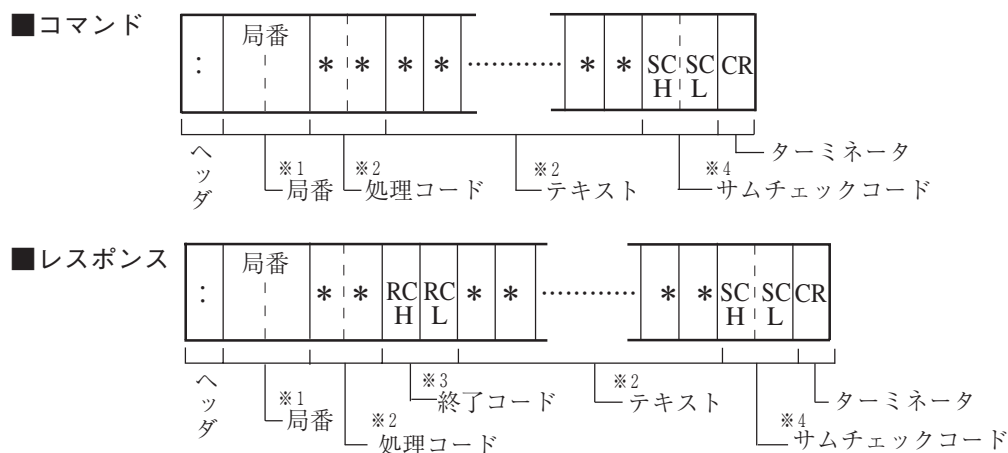 ■コマンド
局番
: * * * * ………… * * SC SC CR
H L
ヘッダ
※1 ※2 ※2 ※4 ターミネータ
局番 処理コード テキスト サムチェックコード
■レスポンス
局番
: * * RC RC * * ………… * * SC SC CR
H L H L
ヘッダ
※1 ※3 ※2 ターミネータ
局番 終了コード テキスト
※2 ※4
処理コード サムチェックコード